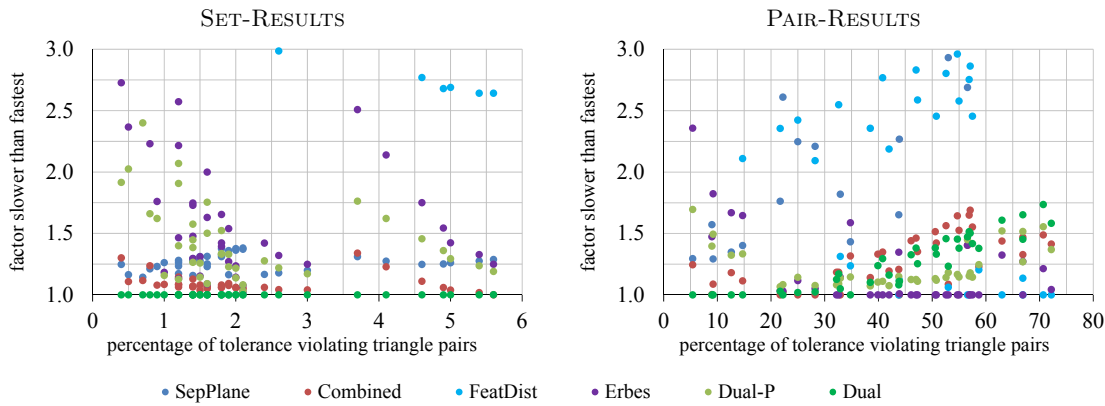 SET-RESULTS
factor slower than fastest
3.0
2.5
2.0
1.5
1.0
0 1 2 3 4 5 6
percentage of tolerance violating triangle pairs
PAIR-RESULTS
factor slower than fastest
3.0
2.5
2.0
1.5
1.0
0 10 20 30 40 50 60 70 80
percentage of tolerance violating triangle pairs
SepPlane Combined FeatDist Erbes Dual-P Dual